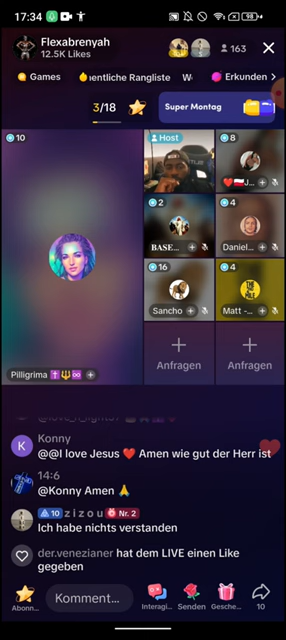 17:34
98
Flexabrenyah
12.5K Likes
163
Games
entliche Rangliste
W
Erkunden
3/18
Super Montag
10
Host
8
J...
2
BASE...
4
Daniel...
16
Sancho
4
Matt -...
Pilligrima
Anfragen
Anfragen
K
Konny
@@I love Jesus ❤️ Amen wie gut der Herr ist
14:6
@Konny Amen 🙏
10 zizou Nr. 2
Ich habe nichts verstanden
der.venezianer hat dem LIVE einen Like
gegeben
Abonn...
Komment...
Interagi...
Senden
Gesche...
10